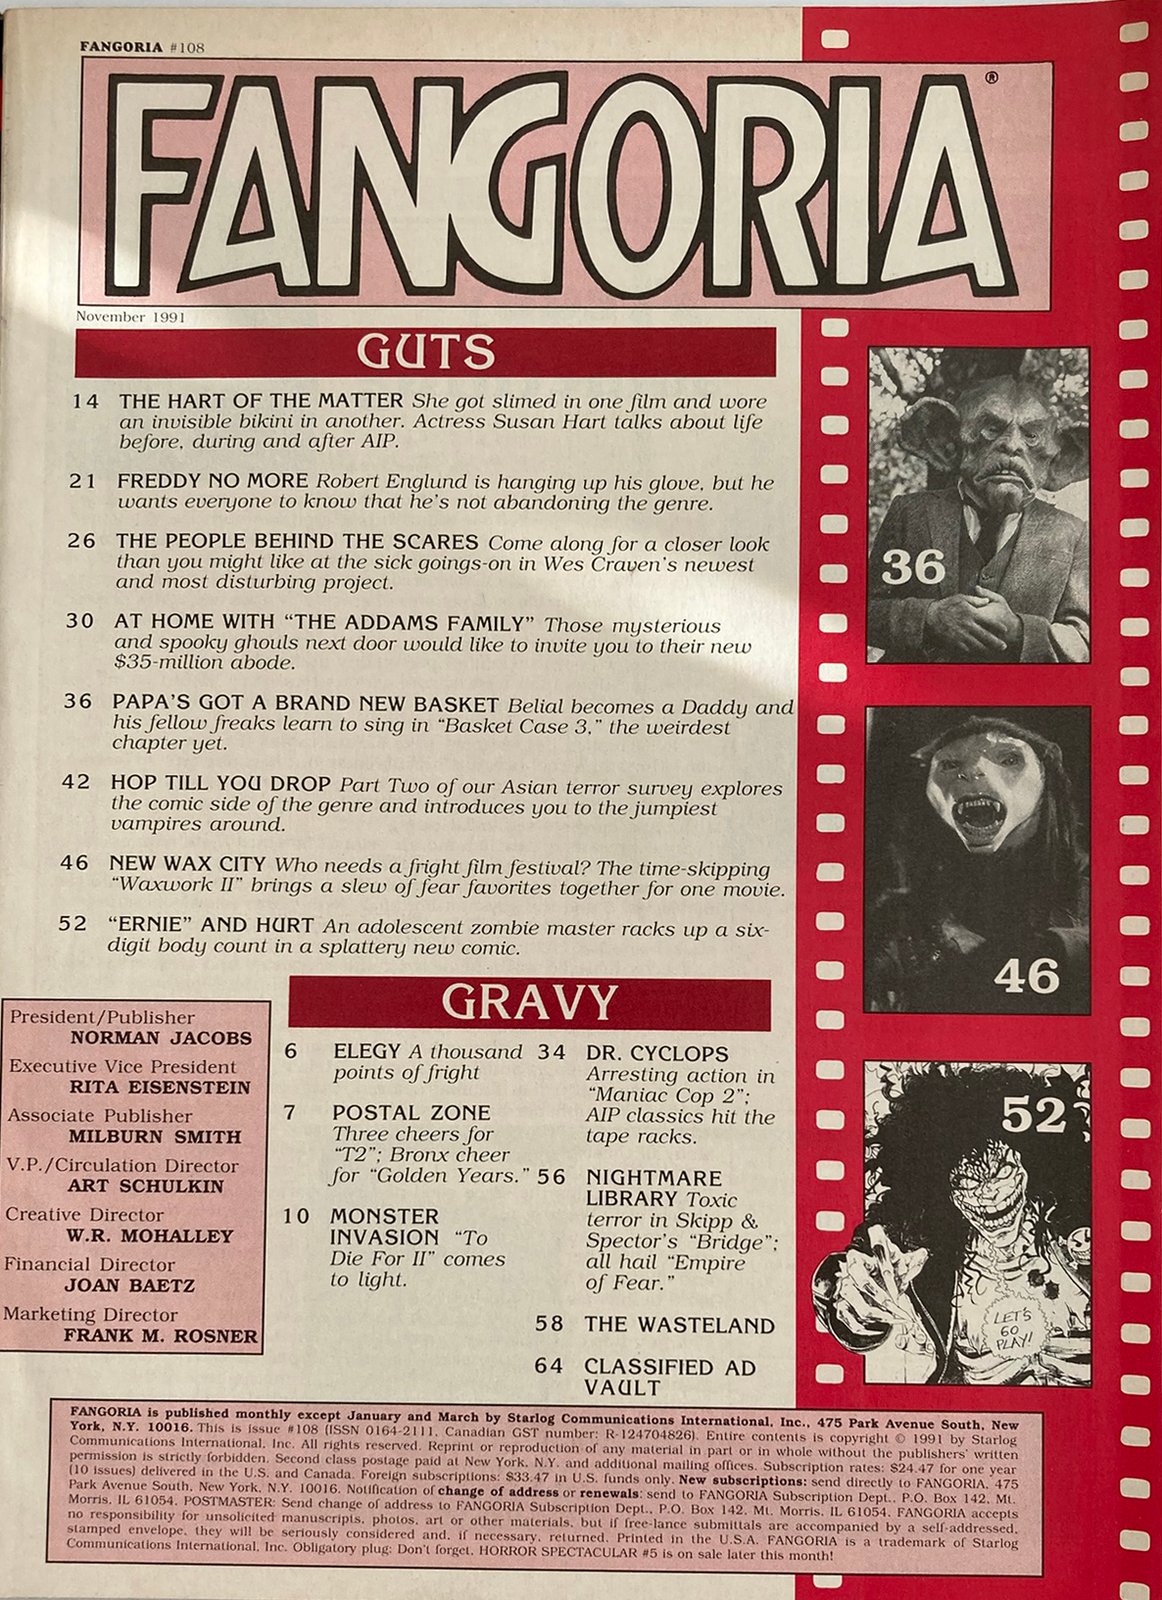 FANGORIA #108
FANGORIA®
November 1991
GUTS
14 THE HART OF THE MATTER She got slimed in one film and wore
an invisible bikini in another. Actress Susan Hart talks about life
before, during and after AIP.
21 FREDDY NO MORE Robert Englund is hanging up his glove, but he
wants everyone to know that he's not abandoning the genre.
26 THE PEOPLE BEHIND THE SCARES Come along for a closer look
than you might like at the sick goings-on in Wes Craven's newest
and most disturbing project.
30 AT HOME WITH "THE ADDAMS FAMILY" Those mysterious
and spooky ghouls next door would like to invite you to their new
$35-million abode.
36 PAPA'S GOT A BRAND NEW BASKET Belial becomes a Daddy and
his fellow freaks learn to sing in "Basket Case 3," the weirdest
chapter yet.
42 HOP TILL YOU DROP Part Two of our Asian terror survey explores
the comic side of the genre and introduces you to the jumpiest
vampires around.
46 NEW WAX CITY Who needs a fright film festival? The time-skipping
"Waxwork II" brings a slew of fear favorites together for one movie.
52 "ERNIE" AND HURT An adolescent zombie master racks up a six-
digit body count in a splattery new comic.
36
46
52
LET'S
GO
PLAY!
President/Publisher
NORMAN JACOBS
Executive Vice President
RITA EISENSTEIN
Associate Publisher
MILBURN SMITH
V.P./Circulation Director
ART SCHULKIN
Creative Director
W.R. MOHALLEY
Financial Director
JOAN BAETZ
Marketing Director
FRANK M. ROSNER
GRAVY
6 ELEGY A thousand
points of fright
7 POSTAL ZONE
Three cheers for
"T2"; Bronx cheer
for "Golden Years."
10 MONSTER
INVASION "To
Die For II" comes
to light.
34 DR. CYCLOPS
Arresting action in
"Maniac Cop 2";
AIP classics hit the
tape racks.
56 NIGHTMARE
LIBRARY Toxic
terror in Skipp &
Spector's "Bridge";
all hail "Empire
of Fear."
58 THE WASTELAND
64 CLASSIFIED AD
VAULT
FANGORIA is published monthly except January and March by Starlog Communications International, Inc., 475 Park Avenue South, New
York, N.Y. 10016. This is issue #108 (ISSN 0164-2111, Canadian GST number: R-124704826). Entire contents is copyright © 1991 by Starlog
Communications International, Inc. All rights reserved. Reprint or reproduction of any material in part or in whole without the publishers' written
permission is strictly forbidden. Second class postage paid at New York, N.Y. and additional mailing offices. Subscription rates: $24.47 for one year
(10 issues) delivered in the U.S. and Canada. Foreign subscriptions: $33.47 in U.S. funds only. New subscriptions: send directly to FANGORIA, 475
Park Avenue South, New York, N.Y. 10016. Notification of change of address or renewals: send to FANGORIA Subscription Dept., P.O. Box 142, Mt.
Morris, IL 61054. POSTMASTER: Send change of address to FANGORIA Subscription Dept., P.O. Box 142, Mt. Morris, IL 61054. FANGORIA accepts
no responsibility for unsolicited manuscripts, photos, art or other materials, but if free-lance submittals are accompanied by a self-addressed,
stamped envelope, they will be seriously considered and, if necessary, returned. Printed in the U.S.A. FANGORIA is a trademark of Starlog
Communications International, Inc. Obligatory plug: Don't forget, HORROR SPECTACULAR #5 is on sale later this month!